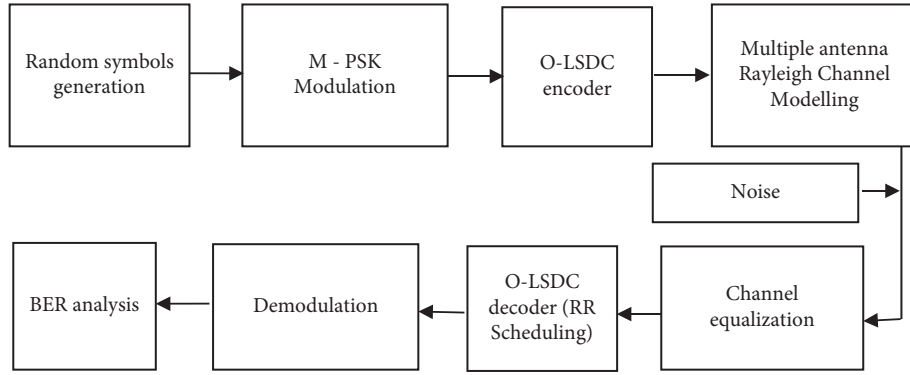 Random symbols
generation
M - PSK
Modulation
O-LSDC
encoder
Multiple antenna
Rayleigh Channel
Modelling
Noise
BER analysis
Demodulation
O-LSDC
decoder (RR
Scheduling)
Channel
equalization